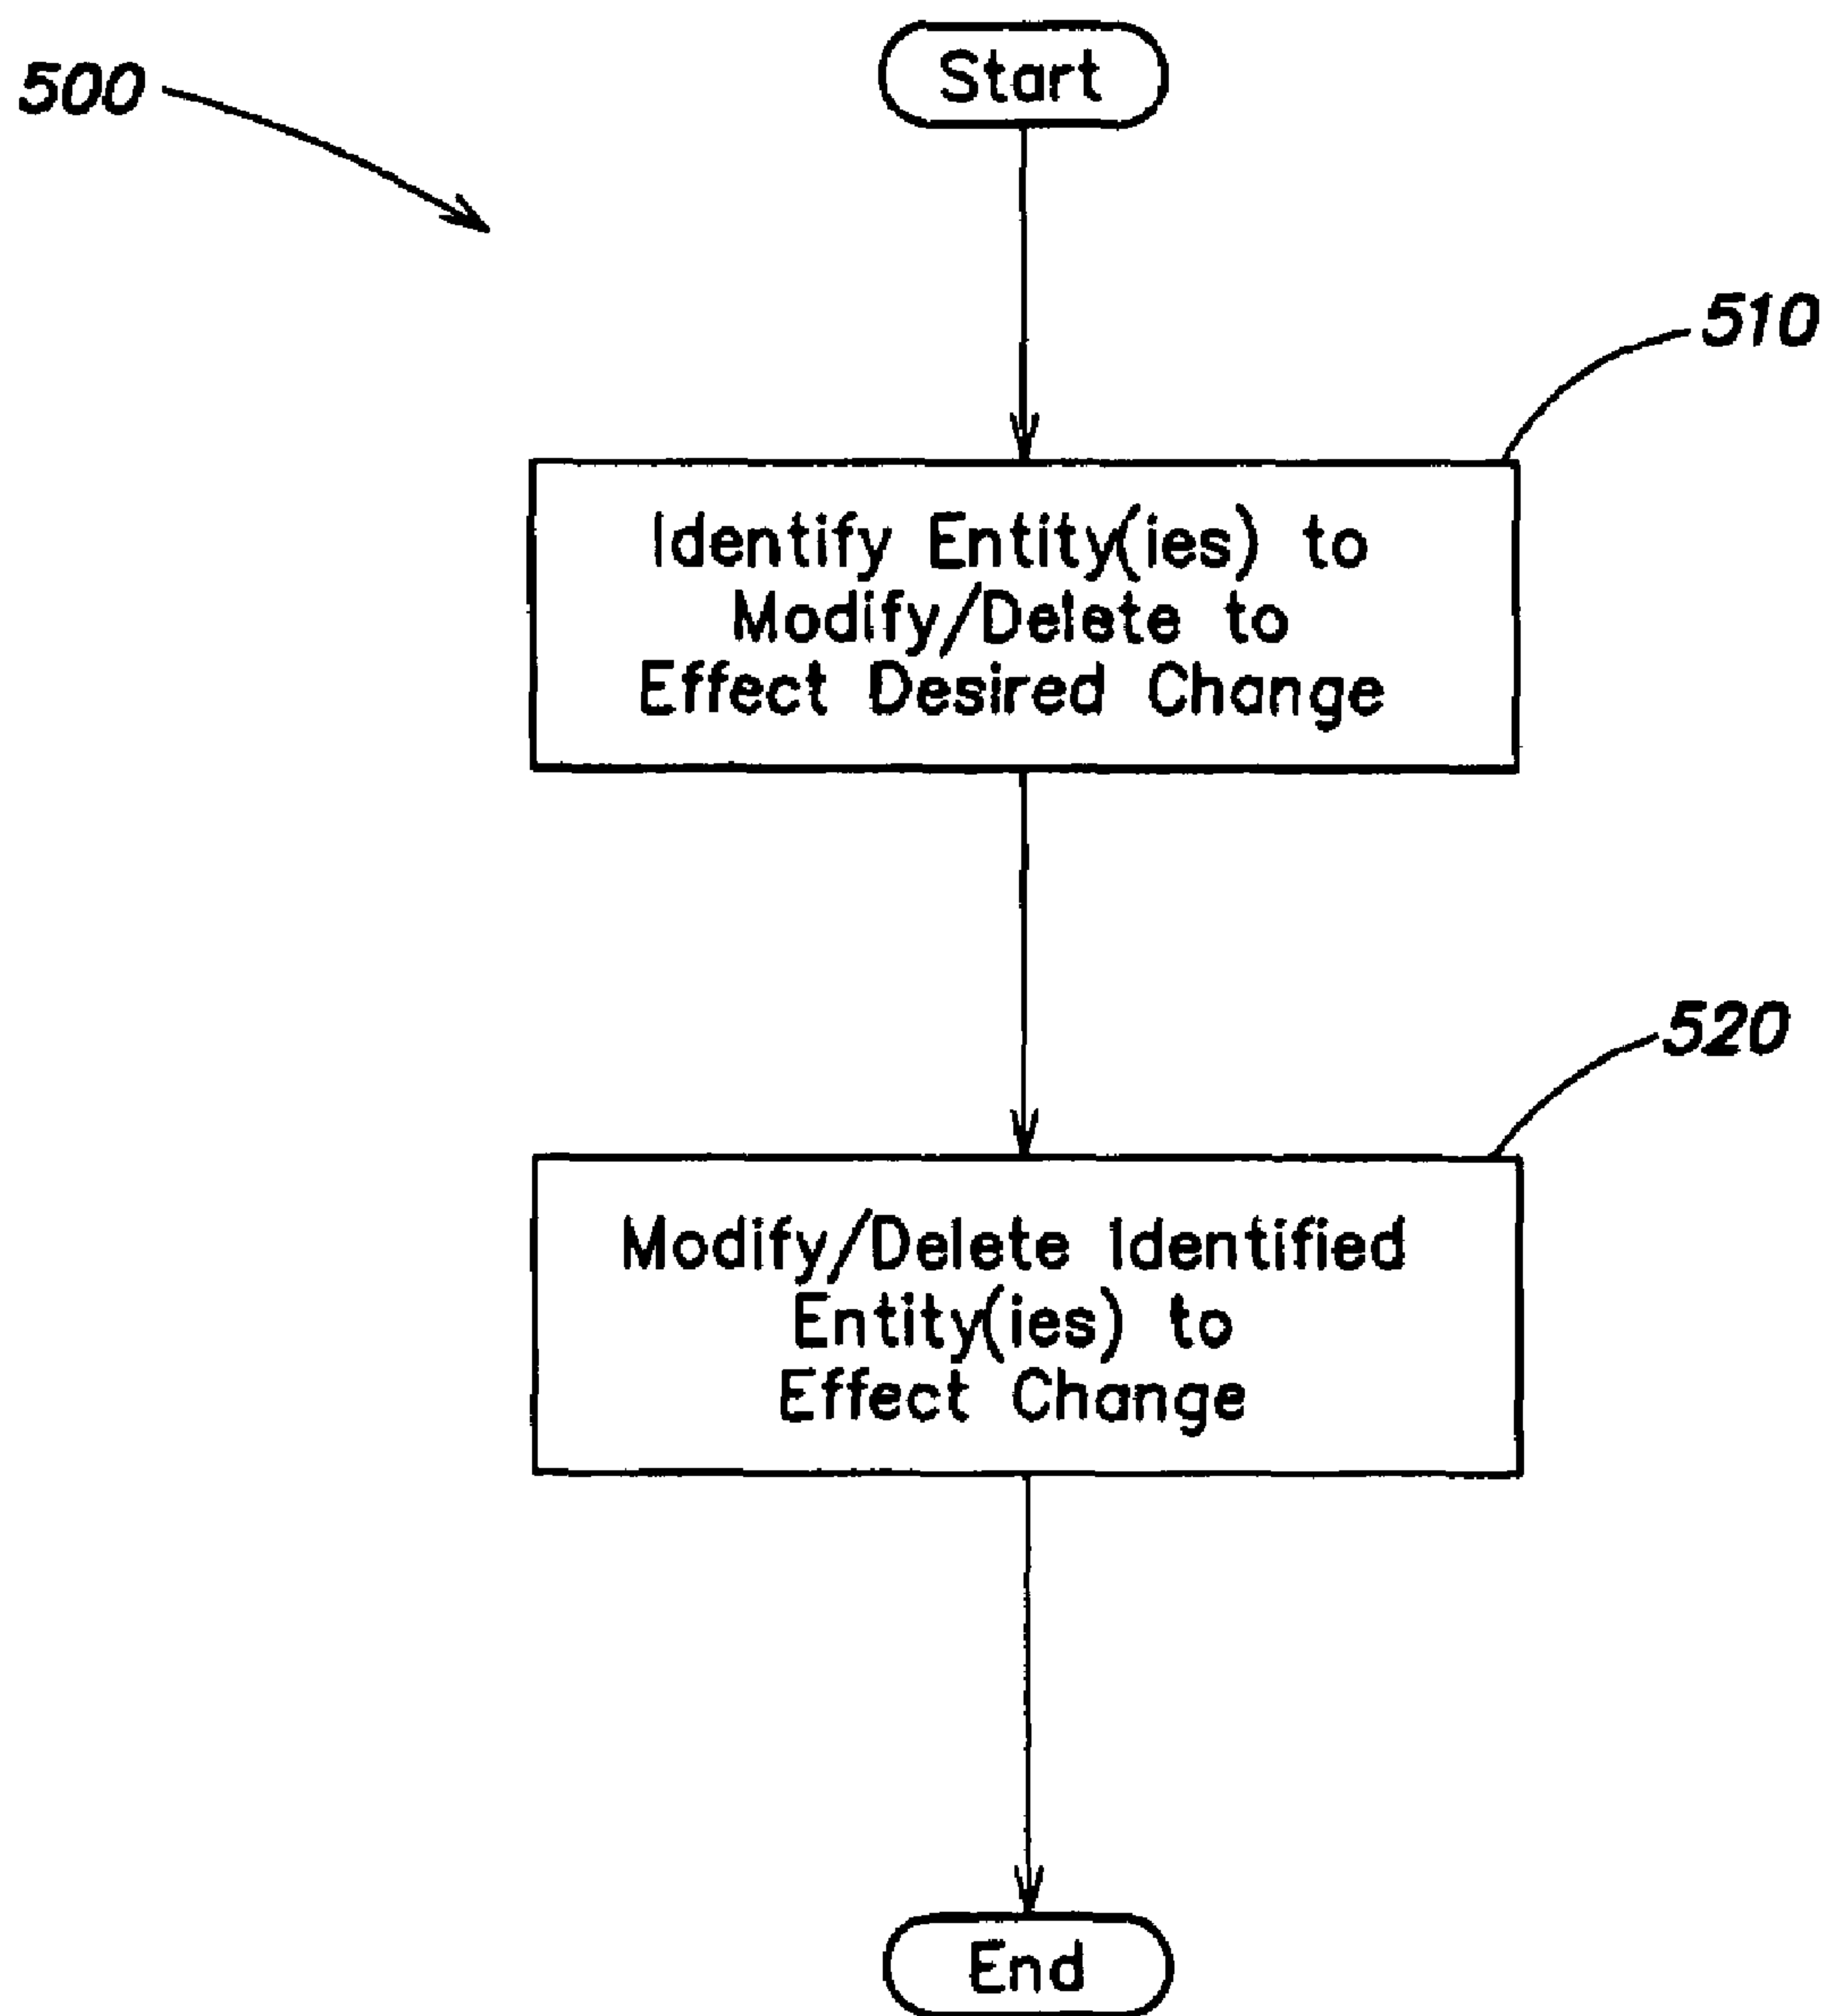 Start
500
510
Identify Entity(ies) to
Modify/Delete to
Effect Desired Change
520
Modify/Delete Identified
Entity(ies) to
Effect Change
End